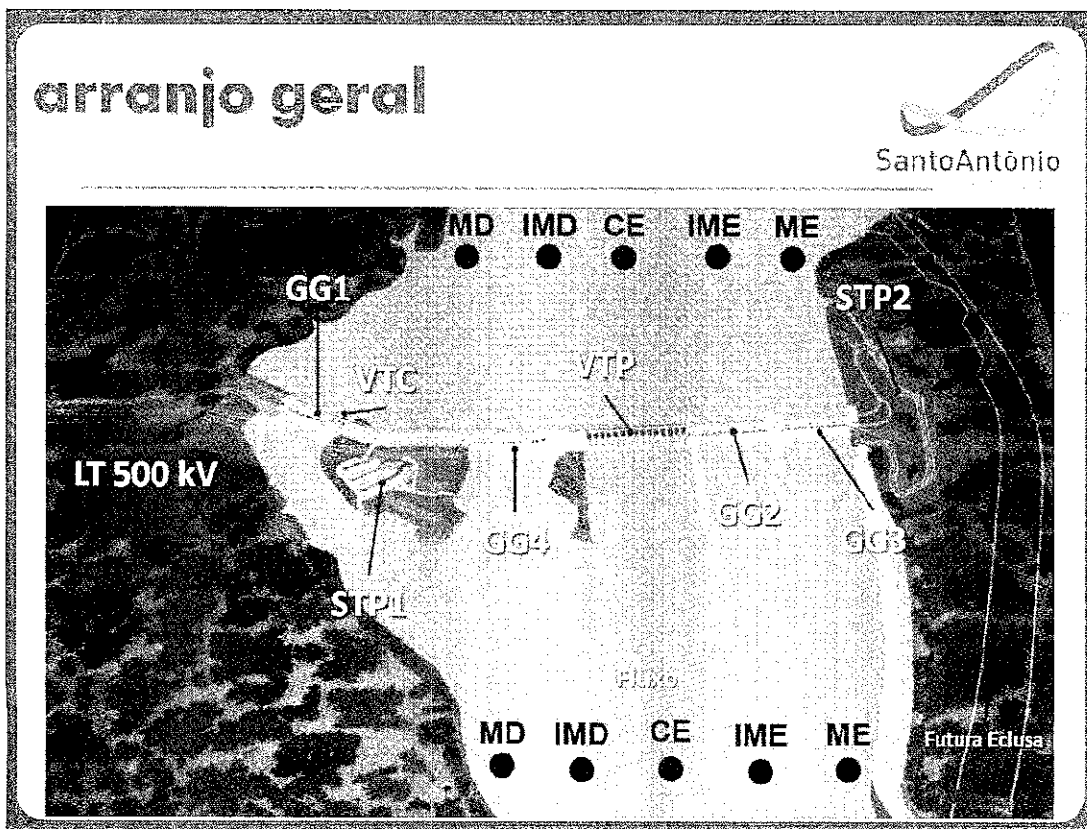 arranjo geral
SantoAntônio
MD IMD CE IME ME
GG1
STP2
VTC
VTP
LT 500 kV
GG2
GG4
GG3
STP1
Fluxo
MD IMD CE IME ME
Futura Eclusa